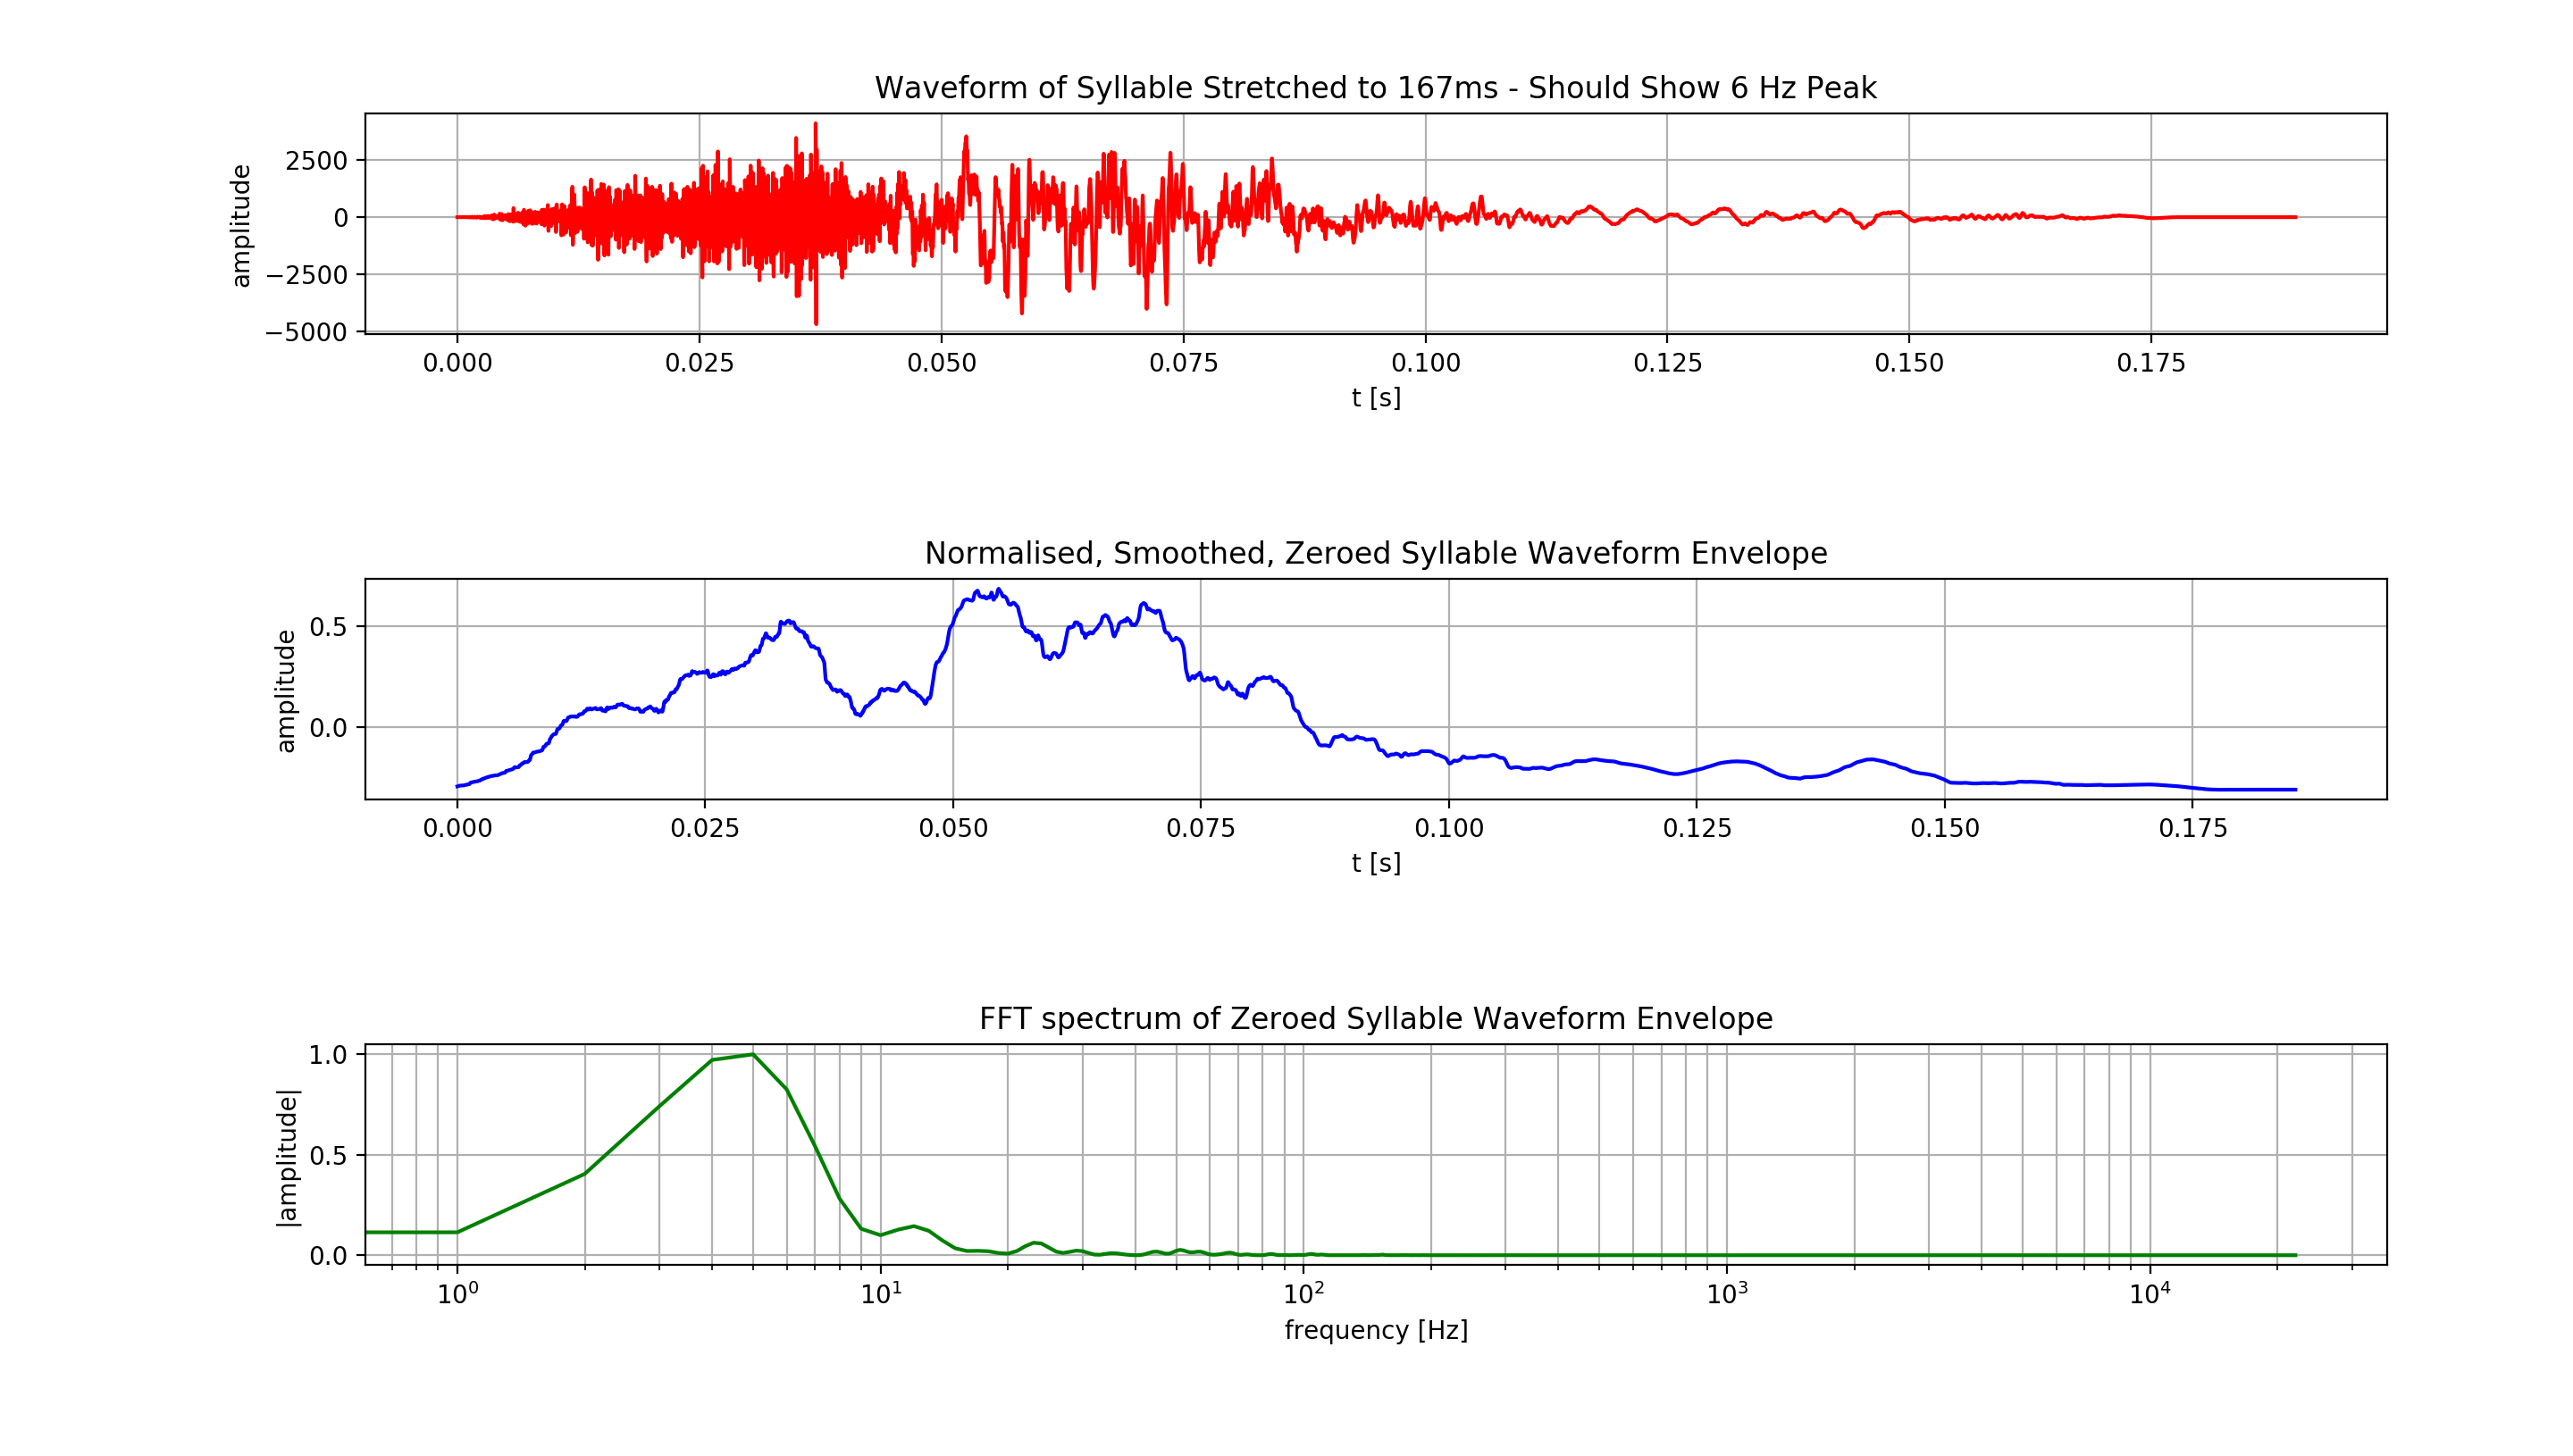 Waveform of Syllable Stretched to 167ms - Should Show 6 Hz Peak
amplitude
2500
0
−2500
−5000
0.000 0.025 0.050 0.075 0.100 0.125 0.150 0.175
t [s]
Normalised, Smoothed, Zeroed Syllable Waveform Envelope
amplitude
0.5
0.0
0.000 0.025 0.050 0.075 0.100 0.125 0.150 0.175
t [s]
FFT spectrum of Zeroed Syllable Waveform Envelope
|amplitude|
1.0
0.5
0.0
10⁰ 10¹ 10² 10³ 10⁴
frequency [Hz]